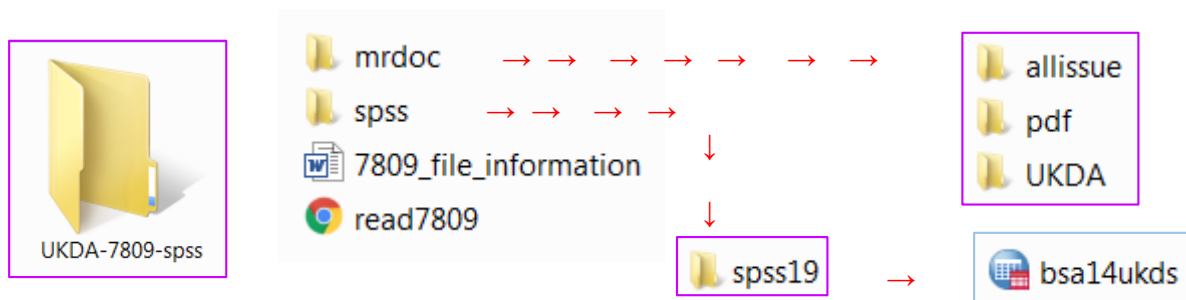 UKDA-7809-spss
mrdoc
spss
7809_file_information
read7809
allissue
pdf
UKDA
spss19
bsa14ukds